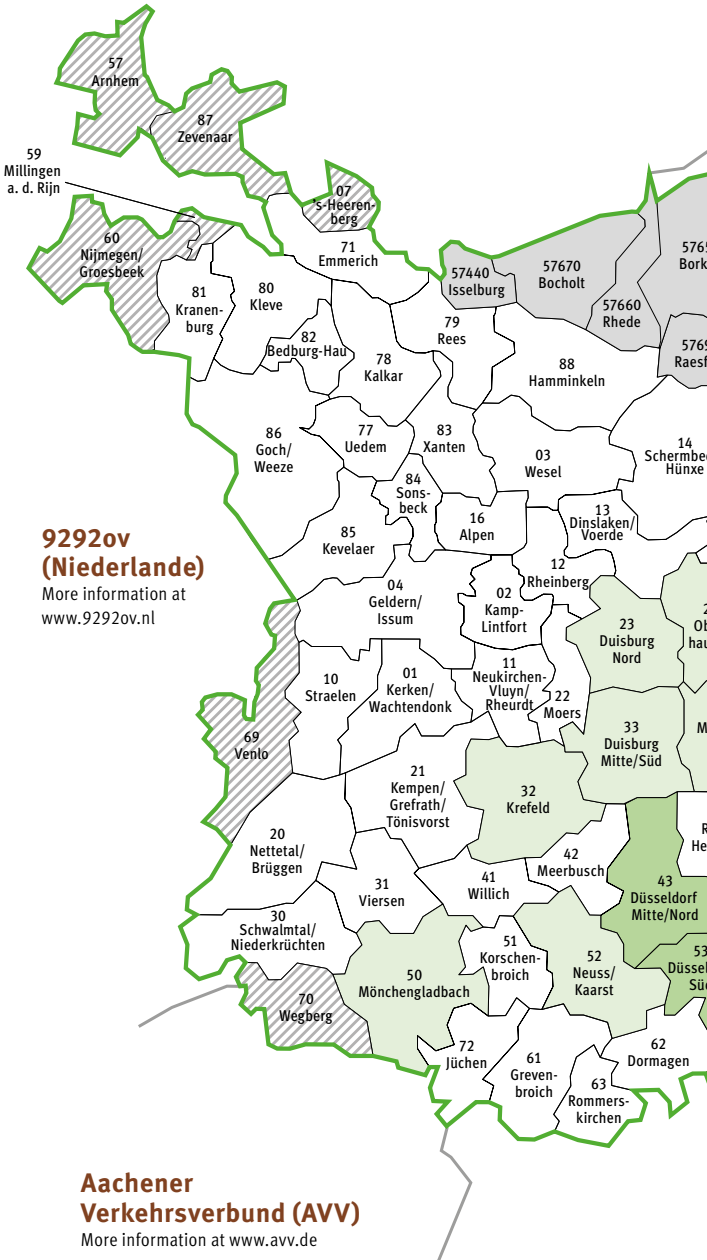 57
Arnhem
87
Zevenaar
59
Millingen
a. d. Rijn
07
's-Heeren-
berg
60
Nijmegen/
Groesbeek
71
Emmerich
57440
Isselburg
57670
Bocholt
57660
Rhede
81
Kranen-
burg
80
Kleve
82
Bedburg-Hau
78
Kalkar
79
Rees
88
Hamminkeln
86
Goch/
Weeze
77
Uedem
83
Xanten
03
Wesel
14
84
Sons-
beck
16
Alpen
13
Dinslaken/
Voerde
Hünxe
85
Kevelaer
12
Rheinberg
9292ov
(Niederlande)
More information at
www.9292ov.nl
04
Geldern/
Issum
02
Kamp-
Lintfort
23
Duisburg
Nord
10
Straelen
01
Kerken/
Wachtendonk
11
Neukirchen-
Vluyn/
Rheurdt
22
Moers
69
Venlo
33
Duisburg
Mitte/Süd
21
Kempen/
Grefrath/
Tönisvorst
32
Krefeld
20
Nettetal/
Brüggen
42
Meerbusch
31
Viersen
41
Willich
43
Düsseldorf
Mitte/Nord
30
Schwalmtal/
Niederkrüchten
51
Korschen-
broich
52
Neuss/
Kaarst
53
50
Mönchengladbach
70
Wegberg
72
Jüchen
61
Greven-
broich
62
Dormagen
63
Rommers-
kirchen
Aachener
Verkehrsverbund (AVV)
More information at www.avv.de